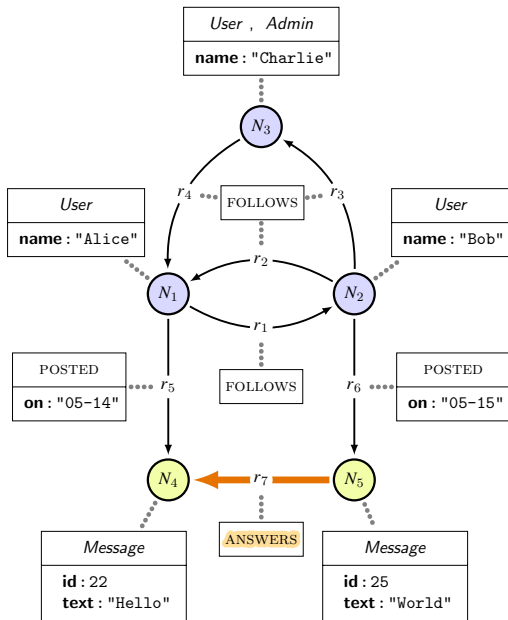 User , Admin
name : "Charlie"
N3
r4
FOLLOWS
r3
User
name : "Alice"
User
name : "Bob"
r2
N1
N2
r1
POSTED
on : "05-14"
r5
FOLLOWS
r6
POSTED
on : "05-15"
N4
r7
N5
ANSWERS
Message
id : 22
text : "Hello"
Message
id : 25
text : "World"